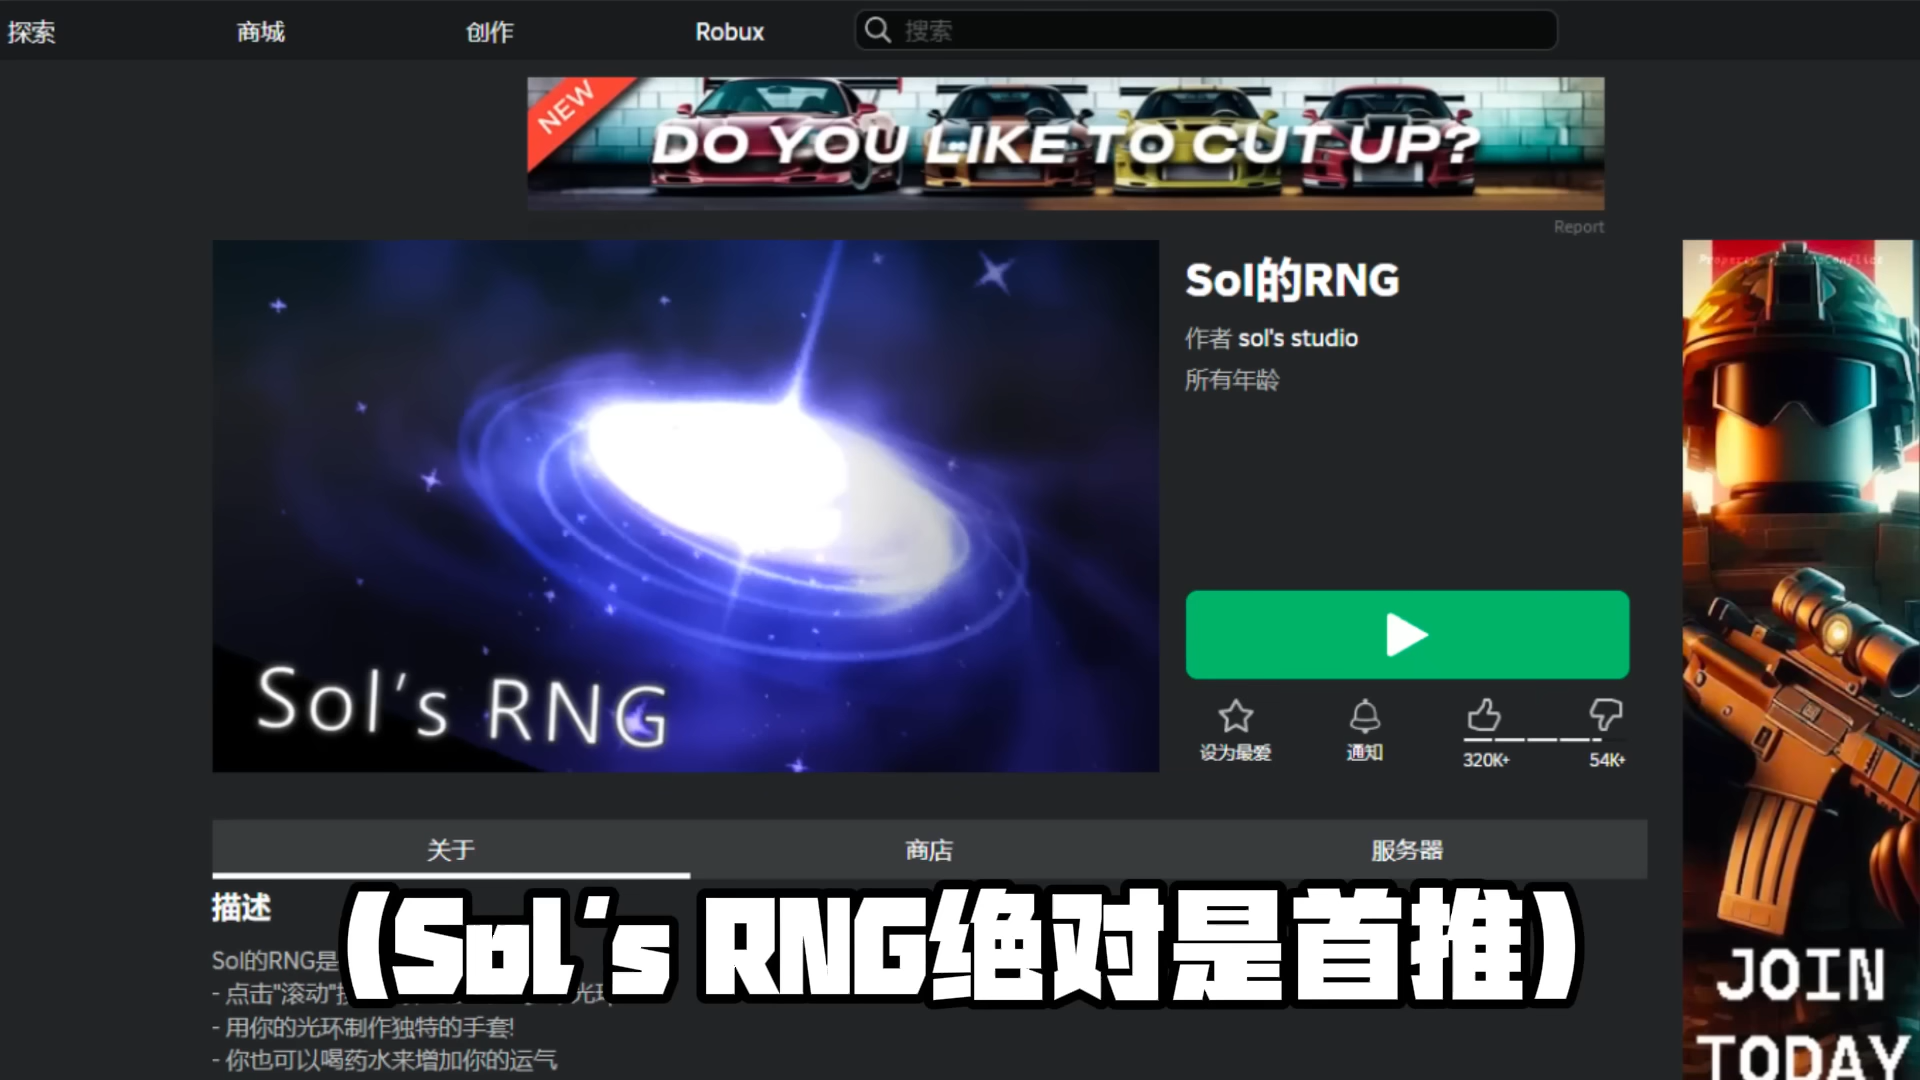 探索
商城
创作
Robux
搜索
NEW
DO YOU LIKE TO CUT UP?
Report
Sol's RNG
Sol的RNG
作者 sol's studio
所有年龄
设为最爱
通知
320K+
54K+
关于
商店
服务器
描述
Sol的RNG是
- 点击"滚动"
(Sol's RNG绝对是首推)
- 用你的光环制作独特的手套!
- 你也可以喝药水来增加你的运气
JOIN
TODAY